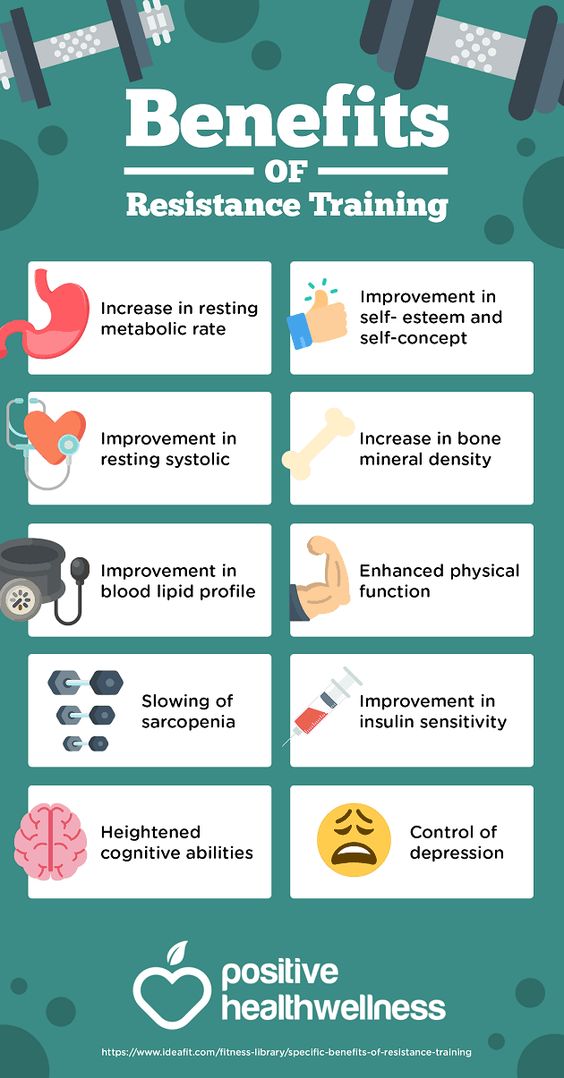 Benefits
OF
Resistance Training
Increase in resting
metabolic rate
Improvement in
self- esteem and
self-concept
Improvement in
resting systolic
Increase in bone
mineral density
Improvement in
blood lipid profile
Enhanced physical
function
Slowing of
sarcopenia
Improvement in
insulin sensitivity
Heightened
cognitive abilities
Control of
depression
positive
healthwellness
https://www.ideafit.com/fitness-library/specific-benefits-of-resistance-training